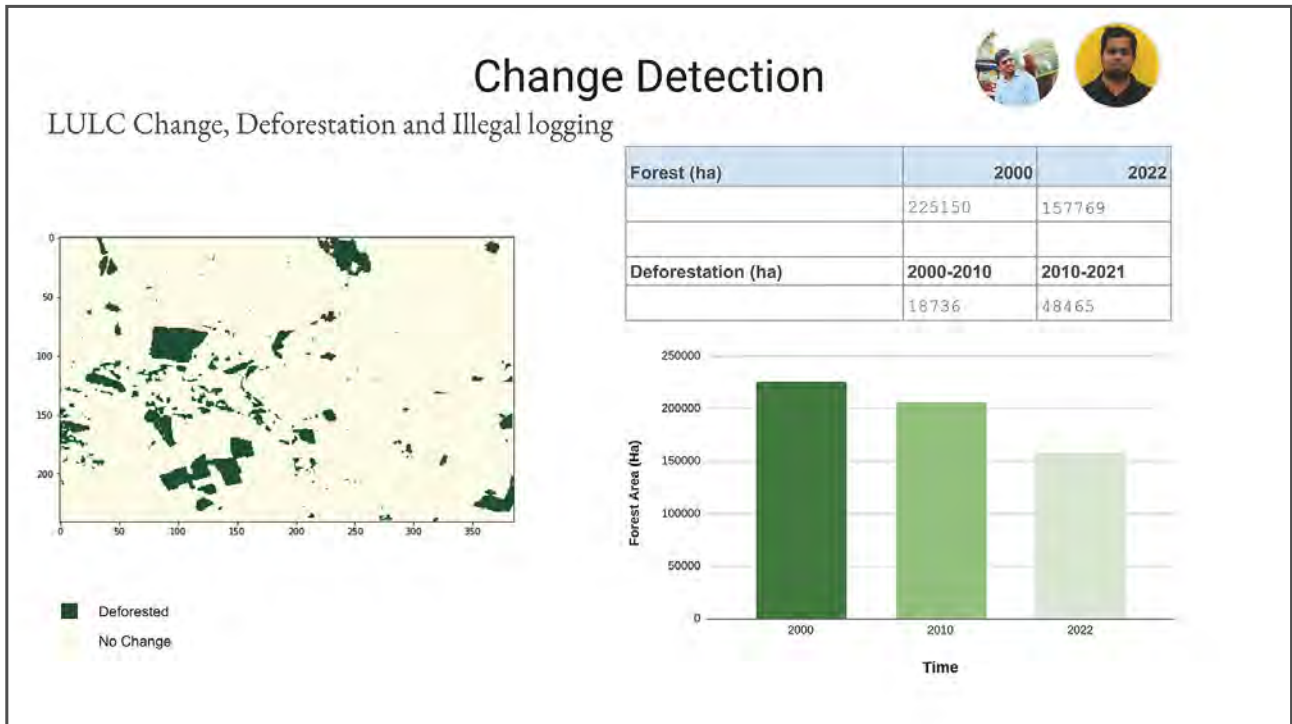 Change Detection
LULC Change, Deforestation and Illegal logging
Forest (ha) 2000 2022
225150 157769
Deforestation (ha) 2000-2010 2010-2021
18736 48465
0
50
100
150
200
0 50 100 150 200 250 300 350
Deforested
No Change
250000
200000
150000
100000
50000
0
Forest Area (Ha)
2000 2010 2022
Time